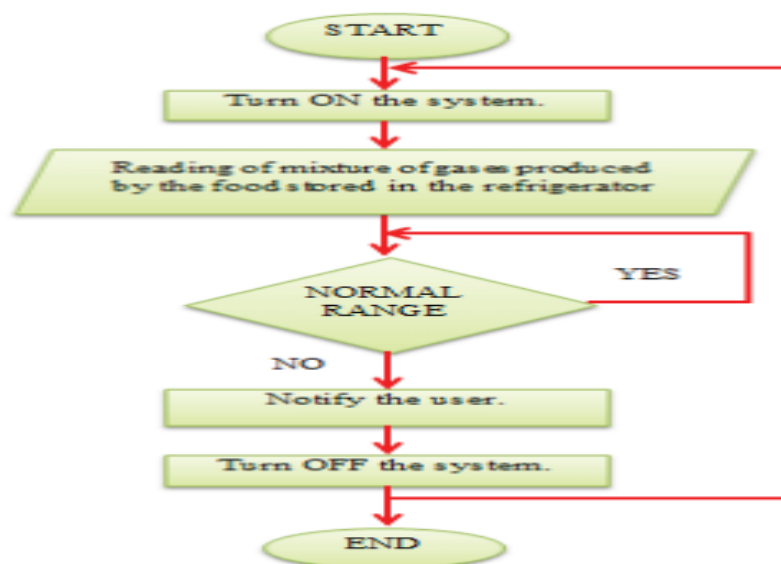 START
Turn ON the system.
Reading of mixture of gases produced
by the food stored in the refrigerator
YES
NORMAL
RANGE
NO
Notify the user.
Turn OFF the system.
END